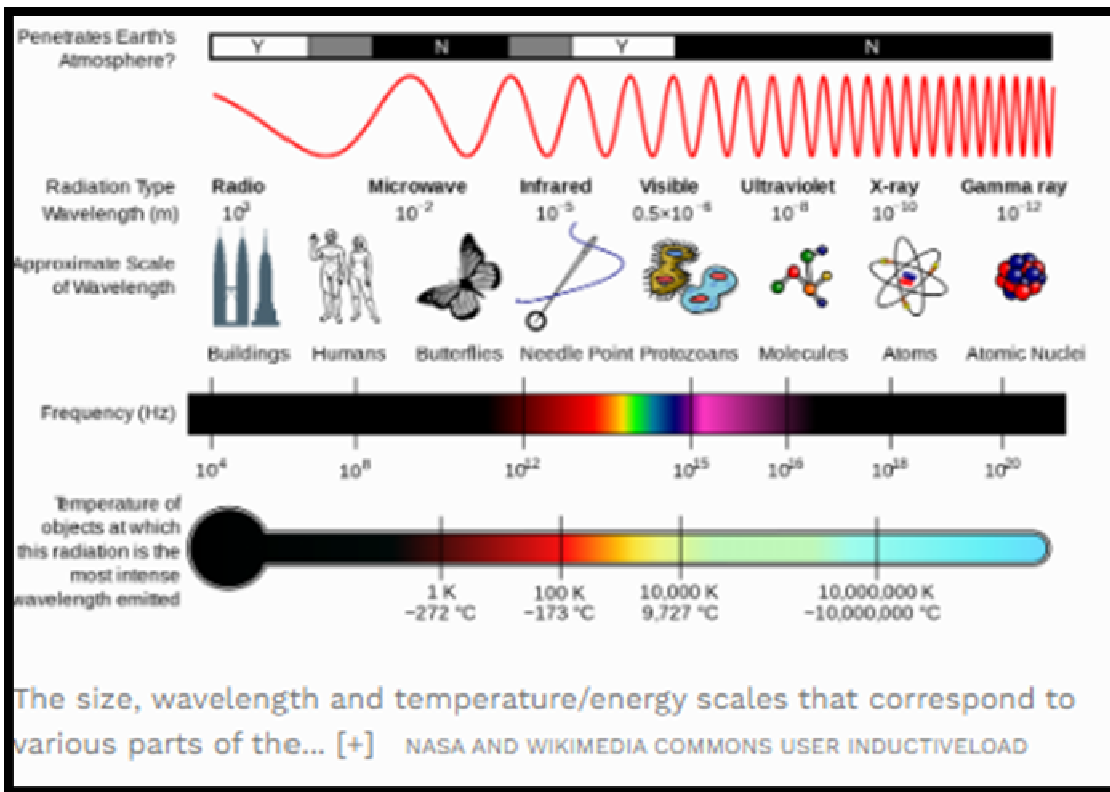 Penetrates Earth's
Atmosphere?
Y N Y N
Radiation Type Radio Microwave Infrared Visible Ultraviolet X-ray Gamma ray
Wavelength (m) 10³ 10⁻² 10⁻⁵ 0.5×10⁻⁶ 10⁻⁸ 10⁻¹⁰ 10⁻¹²
Approximate Scale
of Wavelength
Buildings Humans Butterflies Needle Point Protozoans Molecules Atoms Atomic Nuclei
Frequency (Hz)
10⁴ 10⁸ 10¹² 10¹⁵ 10¹⁶ 10¹⁸ 10²⁰
Temperature of
objects at which
this radiation is the
most intense
wavelength emitted
1 K 100 K 10,000 K 10,000,000 K
−272 °C −173 °C 9,727 °C ~10,000,000 °C
The size, wavelength and temperature/energy scales that correspond to
various parts of the... [+] NASA AND WIKIMEDIA COMMONS USER INDUCTIVELOAD